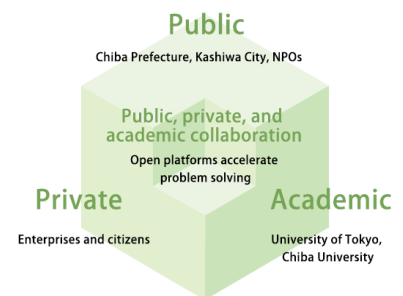 Public
Chiba Prefecture, Kashiwa City, NPOs
Public, private, and
academic collaboration
Open platforms accelerate
problem solving
Private
Enterprises and citizens
Academic
University of Tokyo,
Chiba University